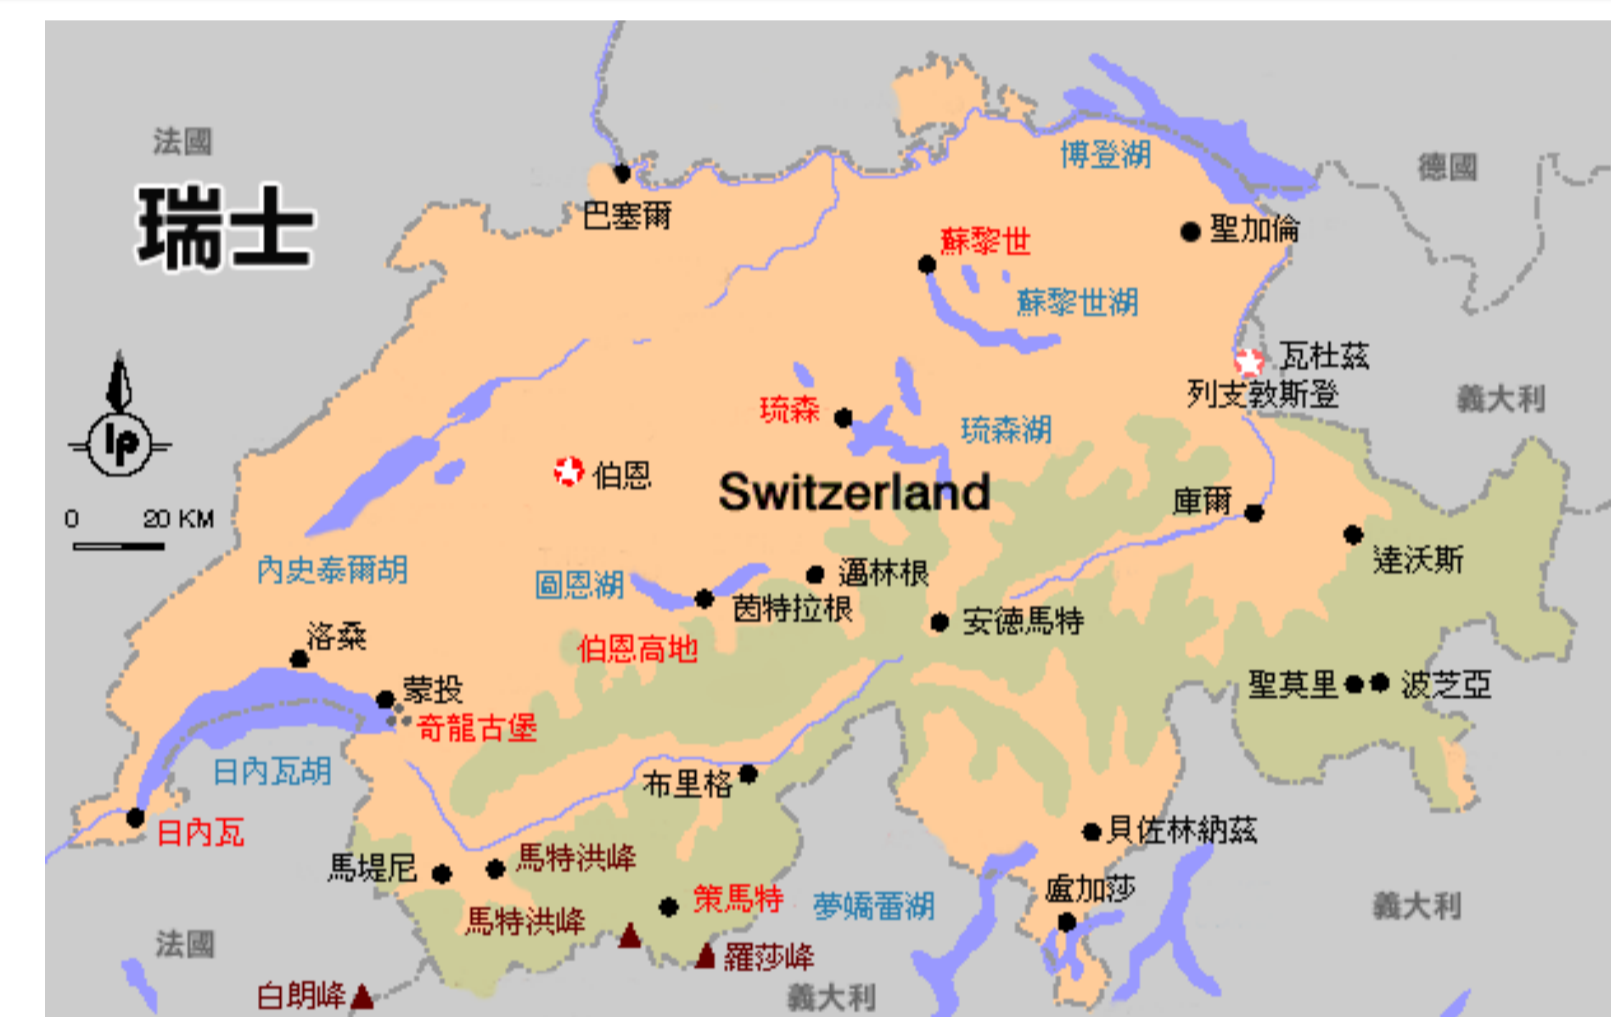 法國
瑞士
德國
博登湖
巴塞爾
聖加倫
蘇黎世
蘇黎世湖
瓦杜茲
列支敦斯登
義大利
琉森
琉森湖
lp
伯恩
Switzerland
庫爾
0 20 KM
達沃斯
內史泰爾胡
圖恩湖
邁林根
茵特拉根
安德馬特
洛桑
伯恩高地
蒙投
聖莫里
波芝亞
奇龍古堡
日內瓦胡
布里格
日內瓦
貝佐林納茲
馬堤尼
馬特洪峰
盧加莎
策馬特
夢嬌蕾湖
義大利
馬特洪峰
法國
羅莎峰
白朗峰
義大利